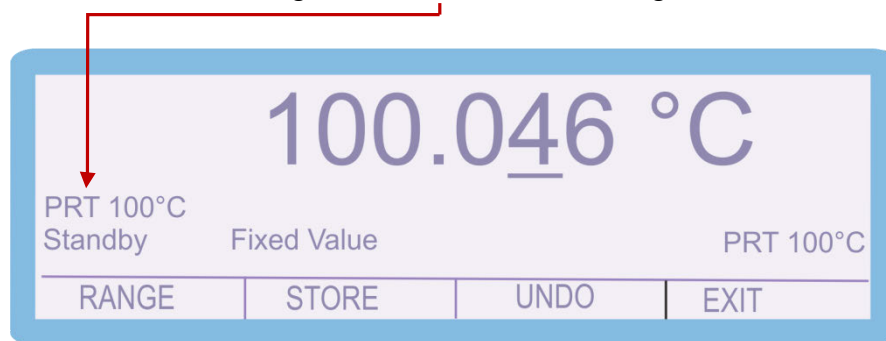 100.046 °C
PRT 100°C
Standby Fixed Value PRT 100°C
RANGE STORE UNDO EXIT